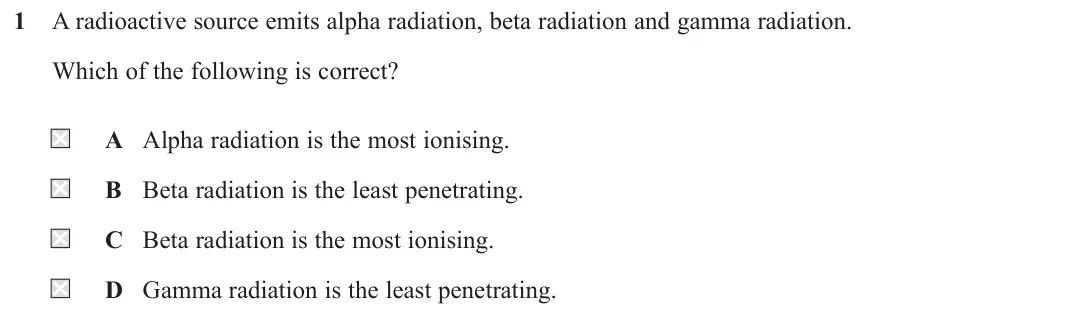 1 A radioactive source emits alpha radiation, beta radiation and gamma radiation.
Which of the following is correct?
A Alpha radiation is the most ionising.
B Beta radiation is the least penetrating.
C Beta radiation is the most ionising.
D Gamma radiation is the least penetrating.